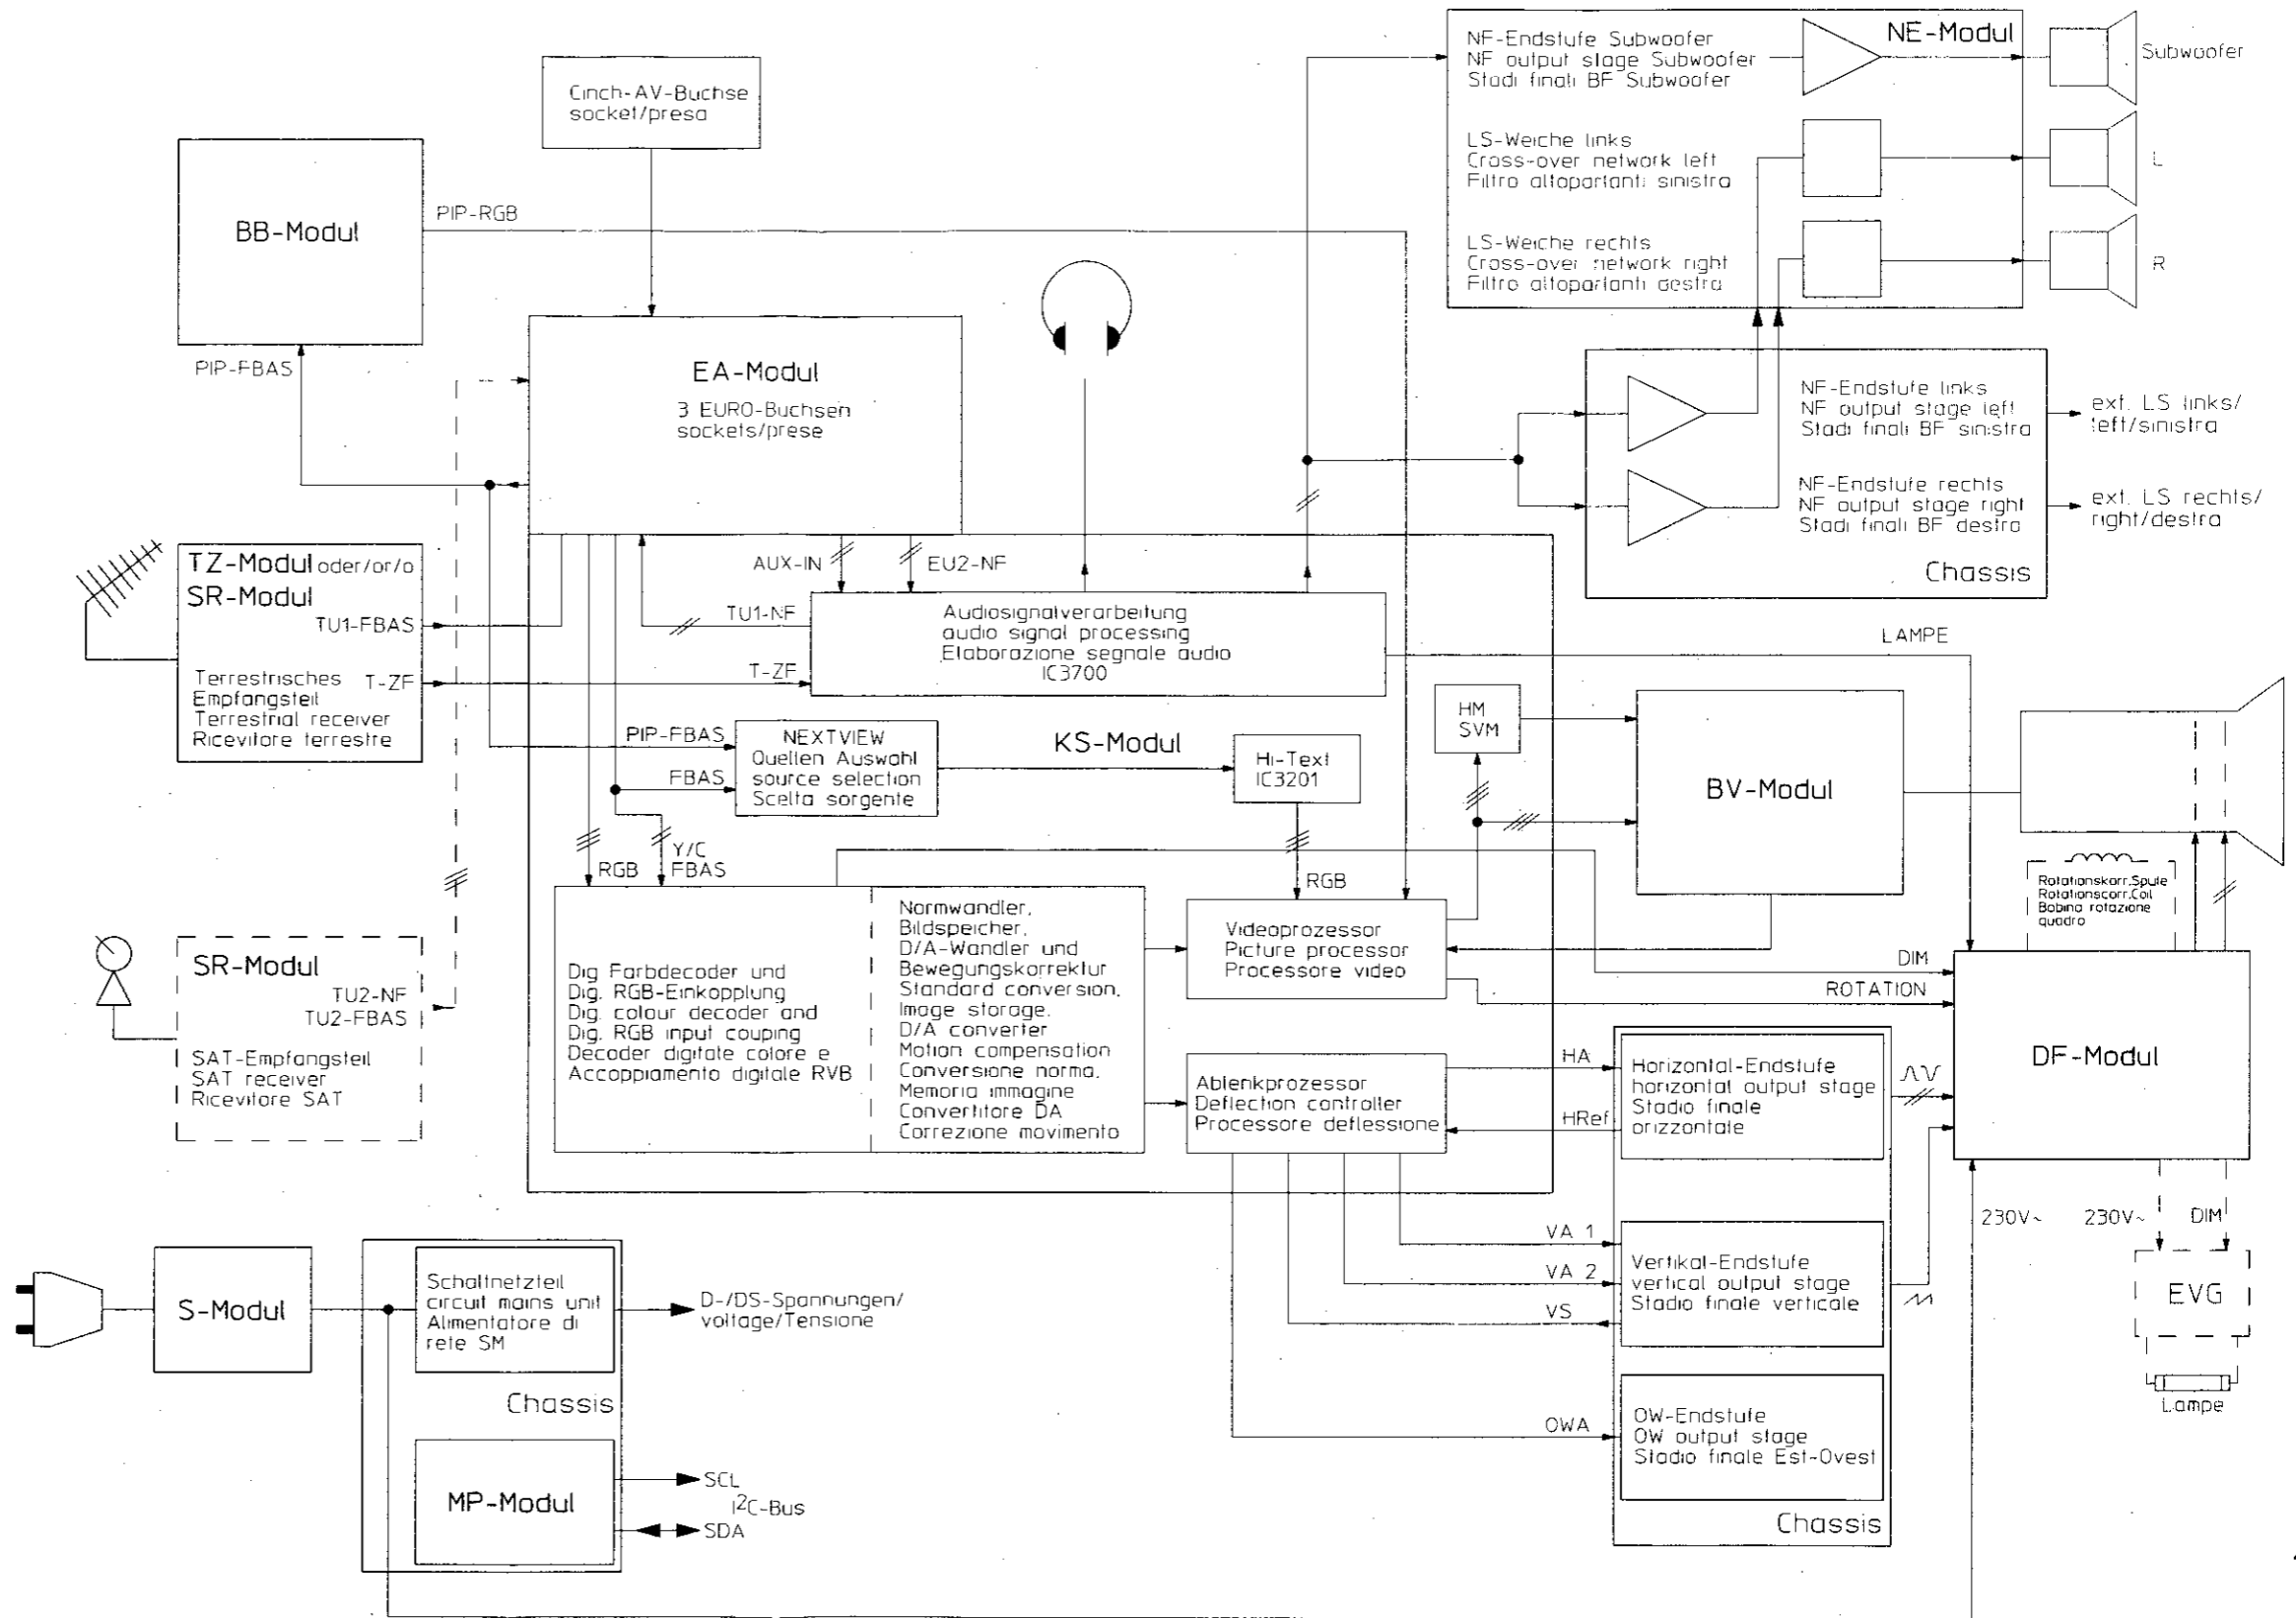 NE-Modul
NF-Endstufe Subwoofer
NF output stage Subwoofer
Stadi finali BF Subwoofer
Subwoofer
LS-Weiche links
Cross-over network left
Filtro altoparlanti sinistra
L
LS-Weiche rechts
Cross-over network right
Filtro altoparlanti destra
R
Cinch-AV-Buchse
socket/presa
BB-Modul
PIP-RGB
PIP-FBAS
EA-Modul
3 EURO-Buchsen
sockets/prese
NF-Endstufe links
NF output stage left
Stadi finali BF sinistra
ext. LS links/
left/sinistra
NF-Endstufe rechts
NF output stage right
Stadi finali BF destra
ext. LS rechts/
right/destra
Chassis
TZ-Modul oder/or/o
SR-Modul
TU1-FBAS
Terrestrisches
Empfangsteil
Terrestrial receiver
Ricevitore terrestre
T-ZF
AUX-IN
EU2-NF
TU1-NF
T-ZF
Audiosignalverarbeitung
audio signal processing
Elaborazione segnale audio
IC3700
LAMPE
PIP-FBAS
FBAS
NEXTVIEW
Quellen Auswahl
source selection
Scelta sorgente
KS-Modul
Hi-Text
IC3201
HM
SVM
BV-Modul
RGB
Y/C
FBAS
RGB
Rotationskorr.Spule
Rotationscorr.Coil
Bobina rotazione
quadro
SR-Modul
TU2-NF
TU2-FBAS
SAT-Empfangsteil
SAT receiver
Ricevitore SAT
Dig Farbdecoder und
Dig. RGB-Einkopplung
Dig. colour decoder and
Dig. RGB input couping
Decoder digitale colore e
Accoppiamento digitale RVB
Normwandler,
Bildspeicher,
D/A-Wandler und
Bewegungskorrektur
Standard conversion,
Image storage,
D/A converter
Motion compensation
Conversione norma,
Memoria immagine
Convertitore DA
Correzione movimento
Videoprozessor
Picture processor
Processore video
DIM
ROTATION
DF-Modul
Ablenkprozessor
Deflection controller
Processore deflessione
HA
HRef
Horizontal-Endstufe
horizontal output stage
Stadio finale
orizzontale
VA 1
VA 2
VS
Vertikal-Endstufe
vertical output stage
Stadio finale verticale
OWA
OW-Endstufe
OW output stage
Stadio finale Est-Ovest
Chassis
230V~
230V~
DIM
EVG
Lampe
S-Modul
Schaltnetzteil
circuit mains unit
Alimentatore di
rete SM
D-/DS-Spannungen/
voltage/Tensione
Chassis
MP-Modul
SCL
I²C-Bus
SDA